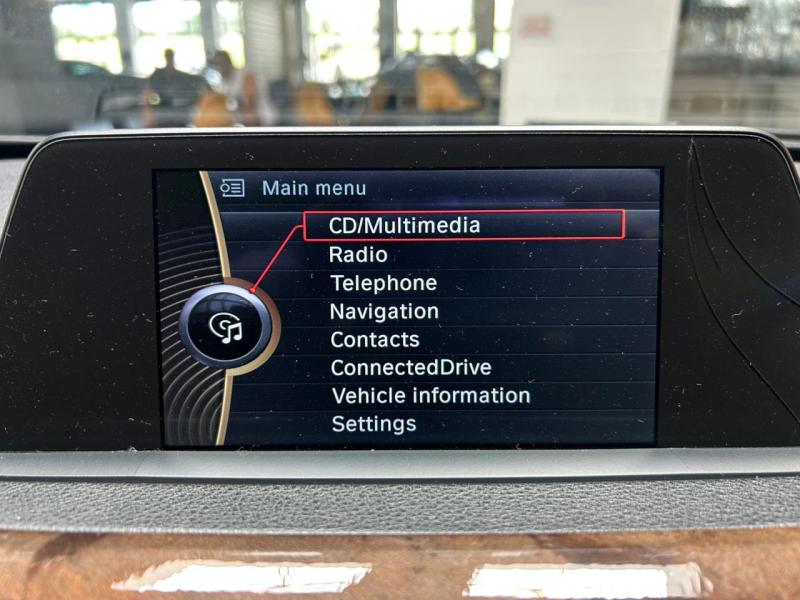 Main menu
CD/Multimedia
Radio
Telephone
Navigation
Contacts
ConnectedDrive
Vehicle information
Settings